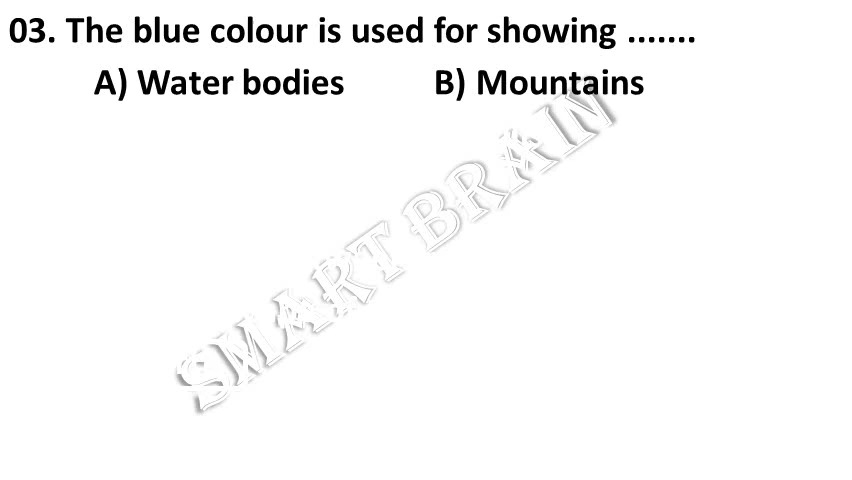 03. The blue colour is used for showing .......
A) Water bodies B) Mountains
SMART BRAIN